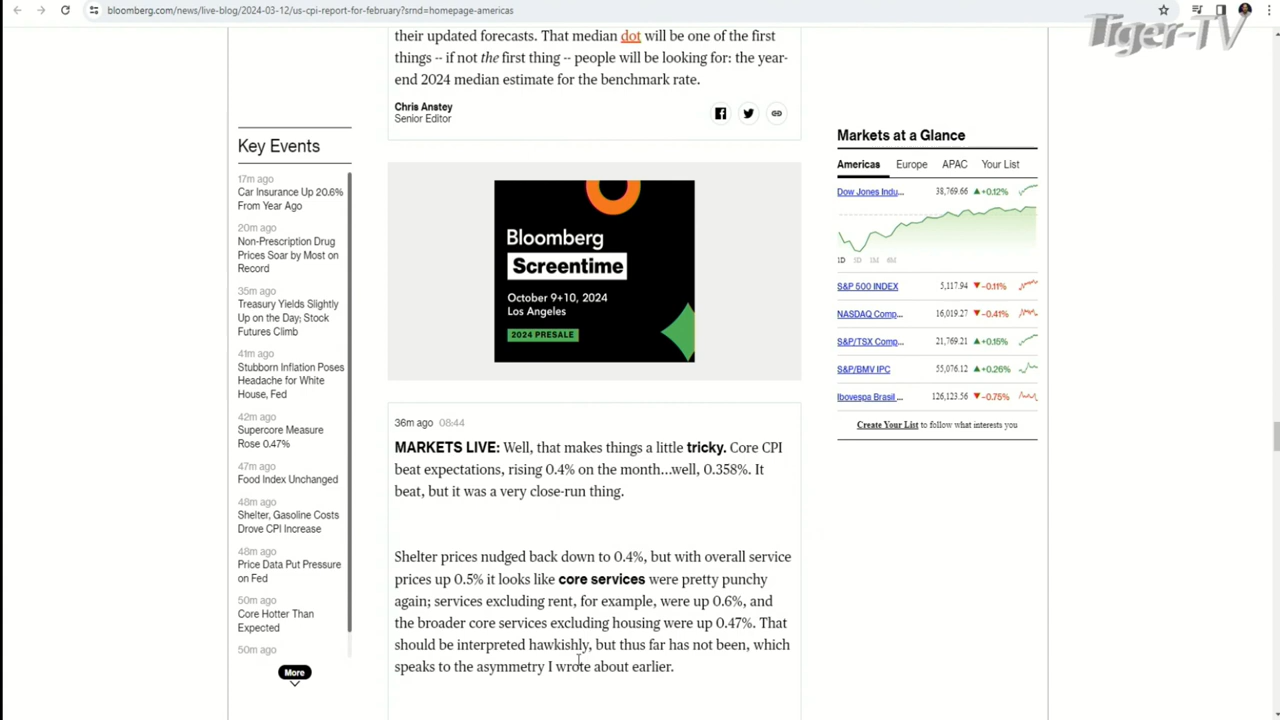 bloomberg.com/news/live-blog/2024-03-12/us-cpi-report-for-february?srnd=homepage-americas
Tiger-TV
their updated forecasts. That median dot will be one of the first
things -- if not the first thing -- people will be looking for: the year-
end 2024 median estimate for the benchmark rate.
Chris Anstey
Senior Editor
Key Events
17m ago
Car Insurance Up 20.6%
From Year Ago
20m ago
Non-Prescription Drug
Prices Soar by Most on
Record
35m ago
Treasury Yields Slightly
Up on the Day; Stock
Futures Climb
41m ago
Stubborn Inflation Poses
Headache for White
House, Fed
42m ago
Supercore Measure
Rose 0.47%
47m ago
Food Index Unchanged
48m ago
Shelter, Gasoline Costs
Drove CPI Increase
48m ago
Price Data Put Pressure
on Fed
50m ago
Core Hotter Than
Expected
50m ago
More
Bloomberg
Screentime
October 9+10, 2024
Los Angeles
2024 PRESALE
36m ago 08:44
MARKETS LIVE: Well, that makes things a little tricky. Core CPI
beat expectations, rising 0.4% on the month...well, 0.358%. It
beat, but it was a very close-run thing.
Shelter prices nudged back down to 0.4%, but with overall service
prices up 0.5% it looks like core services were pretty punchy
again; services excluding rent, for example, were up 0.6%, and
the broader core services excluding housing were up 0.47%. That
should be interpreted hawkishly, but thus far has not been, which
speaks to the asymmetry I wrote about earlier.
Markets at a Glance
Americas Europe APAC Your List
Dow Jones Indu... 38,769.66 ▲+0.12%
1D 5D 1M 6M
S&P 500 INDEX 5,117.94 ▼-0.11%
NASDAQ Comp... 16,019.27 ▼-0.41%
S&P/TSX Comp... 21,769.21 ▲+0.15%
S&P/BMV IPC 55,076.12 ▲+0.26%
Ibovespa Brasil ... 126,123.56 ▼-0.75%
Create Your List to follow what interests you